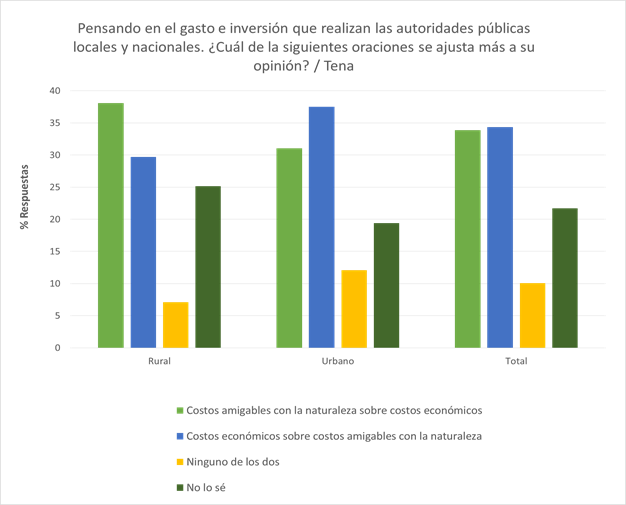 Pensando en el gasto e inversión que realizan las autoridades públicas
locales y nacionales. ¿Cuál de la siguientes oraciones se ajusta más a su
opinión? / Tena
40
35
30
25
20
15
10
5
0
% Respuestas
Rural
Urbano
Total
Costos amigables con la naturaleza sobre costos económicos
Costos económicos sobre costos amigables con la naturaleza
Ninguno de los dos
No lo sé